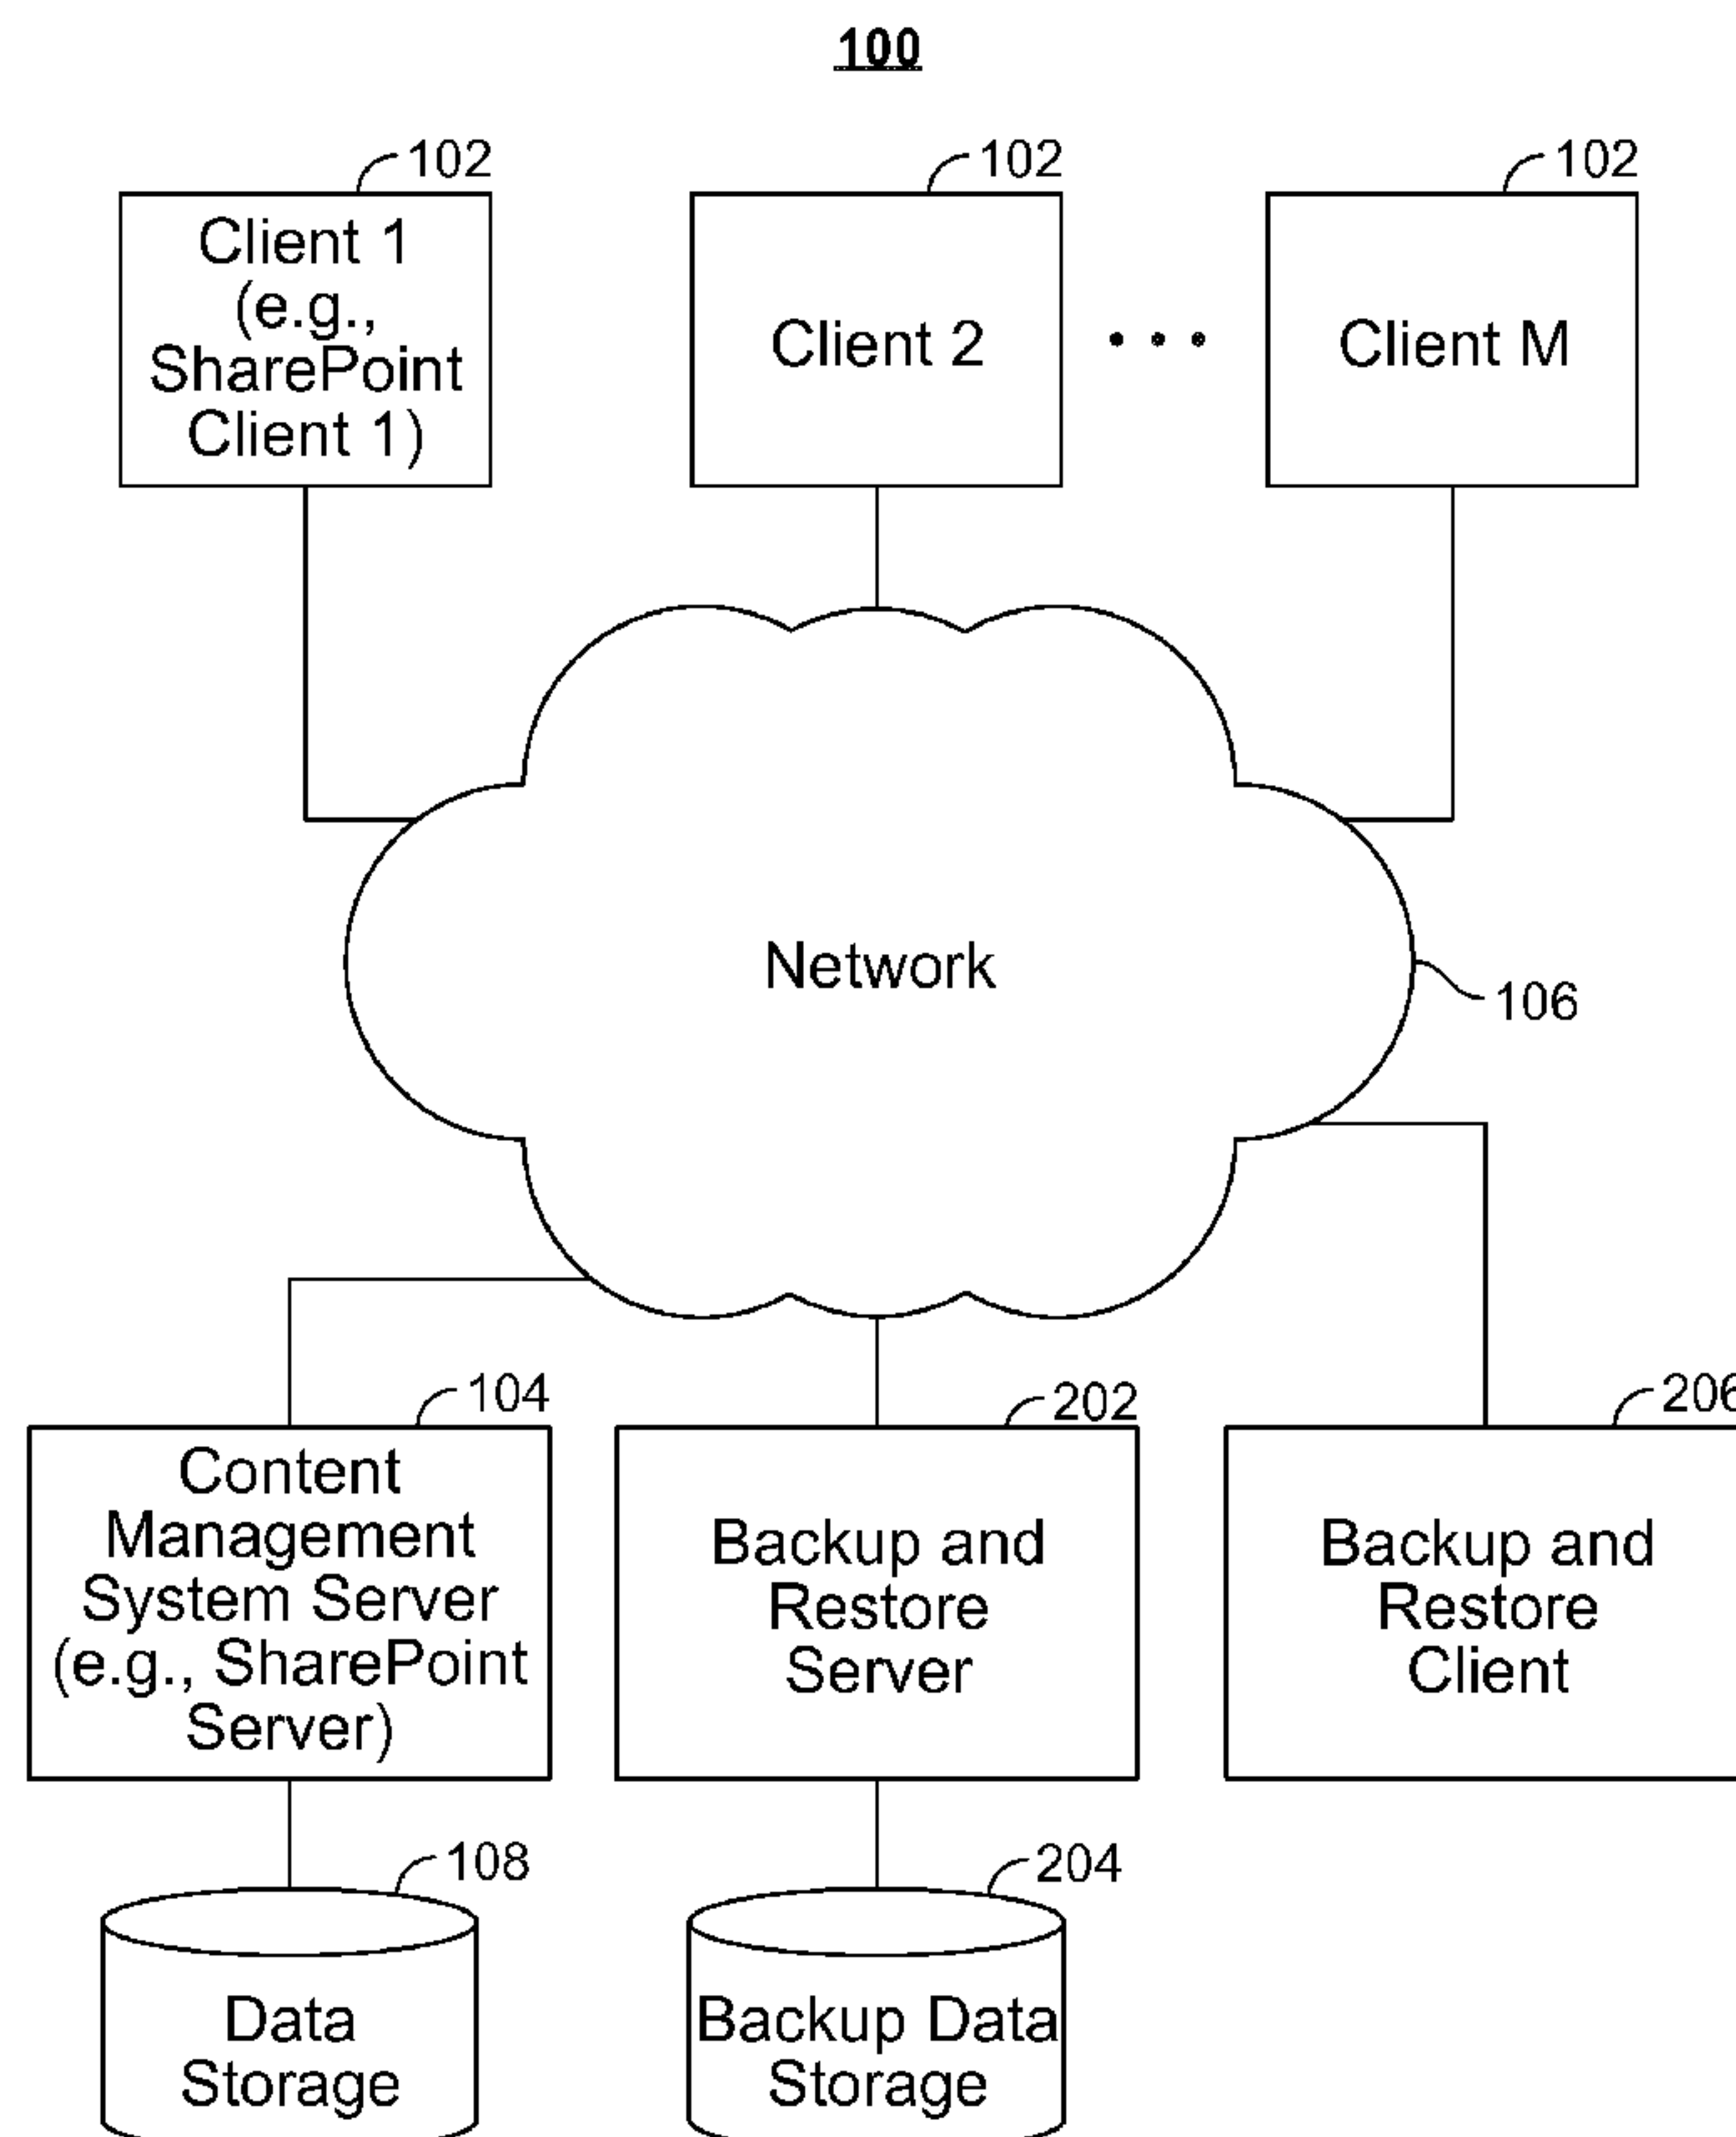 100
102
102
102
Client 1
(e.g.,
SharePoint
Client 1)
Client 2
Client M
Network
106
104
202
206
Content
Management
System Server
(e.g., SharePoint
Server)
Backup and
Restore
Server
Backup and
Restore
Client
108
204
Data
Storage
Backup Data
Storage